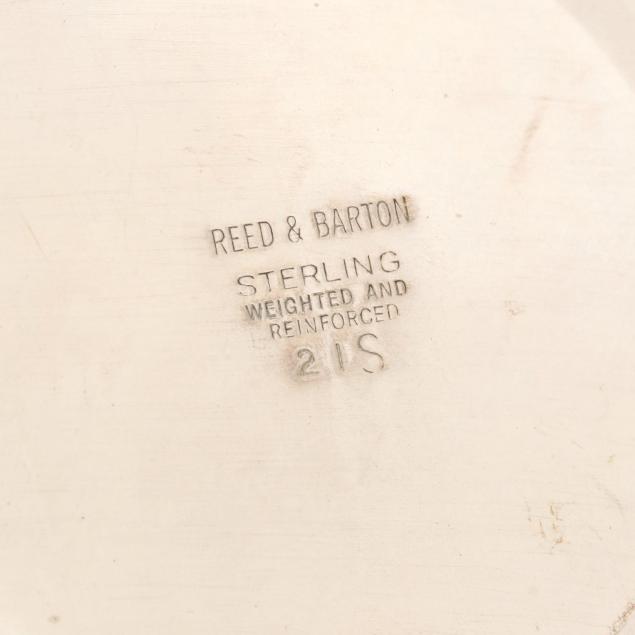 REED & BARTON
STERLING
WEIGHTED AND
REINFORCED
21S